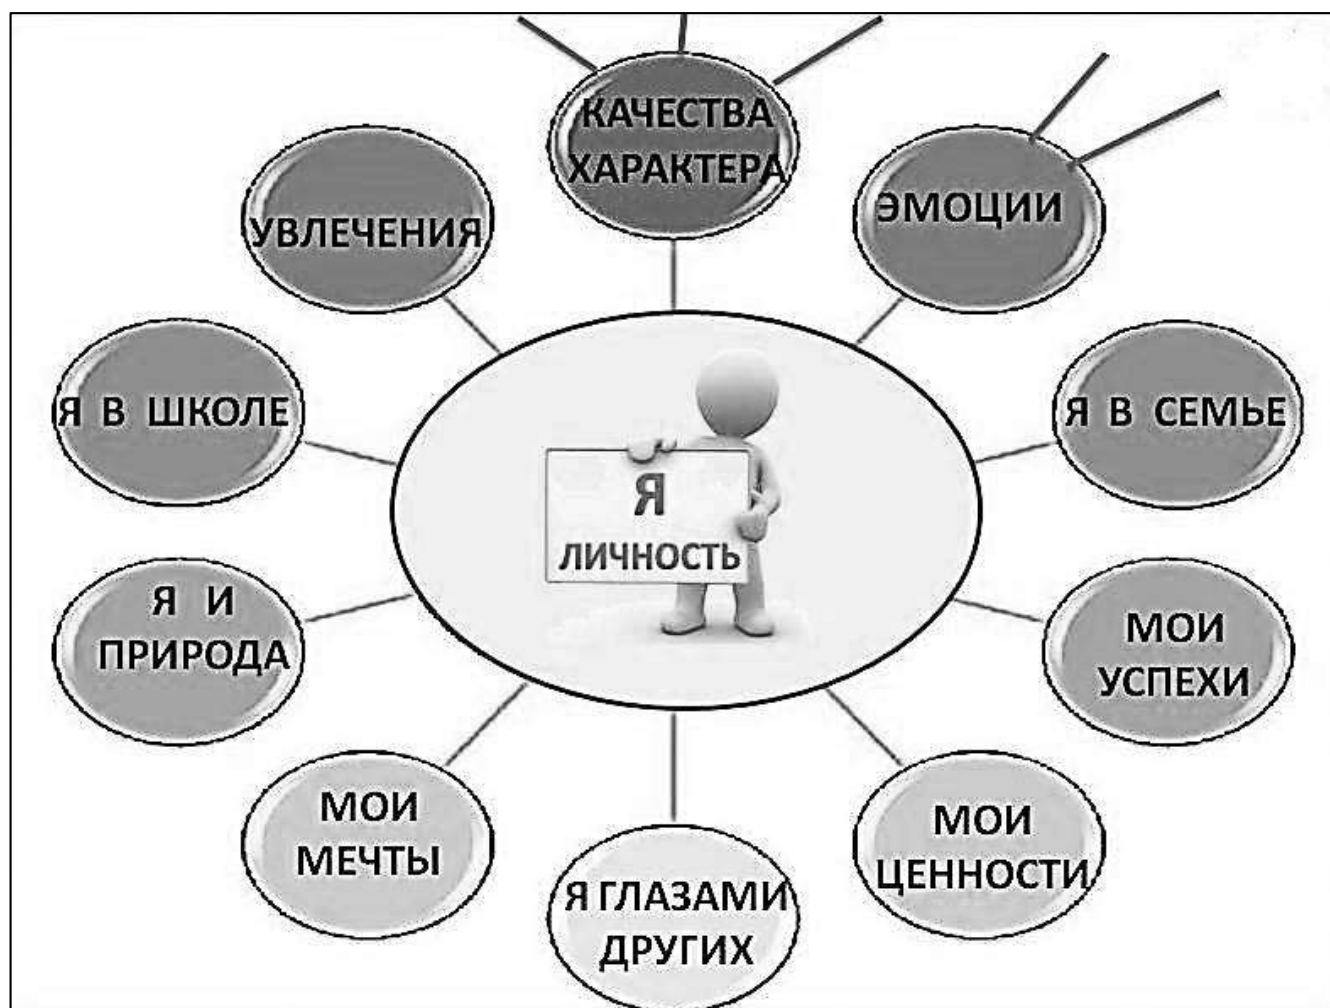 КАЧЕСТВА
ХАРАКТЕРА
ЭМОЦИИ
УВЛЕЧЕНИЯ
Я В ШКОЛЕ
Я В СЕМЬЕ
Я
ЛИЧНОСТЬ
Я И
ПРИРОДА
МОИ
УСПЕХИ
МОИ
МЕЧТЫ
МОИ
ЦЕННОСТИ
Я ГЛАЗАМИ
ДРУГИХ